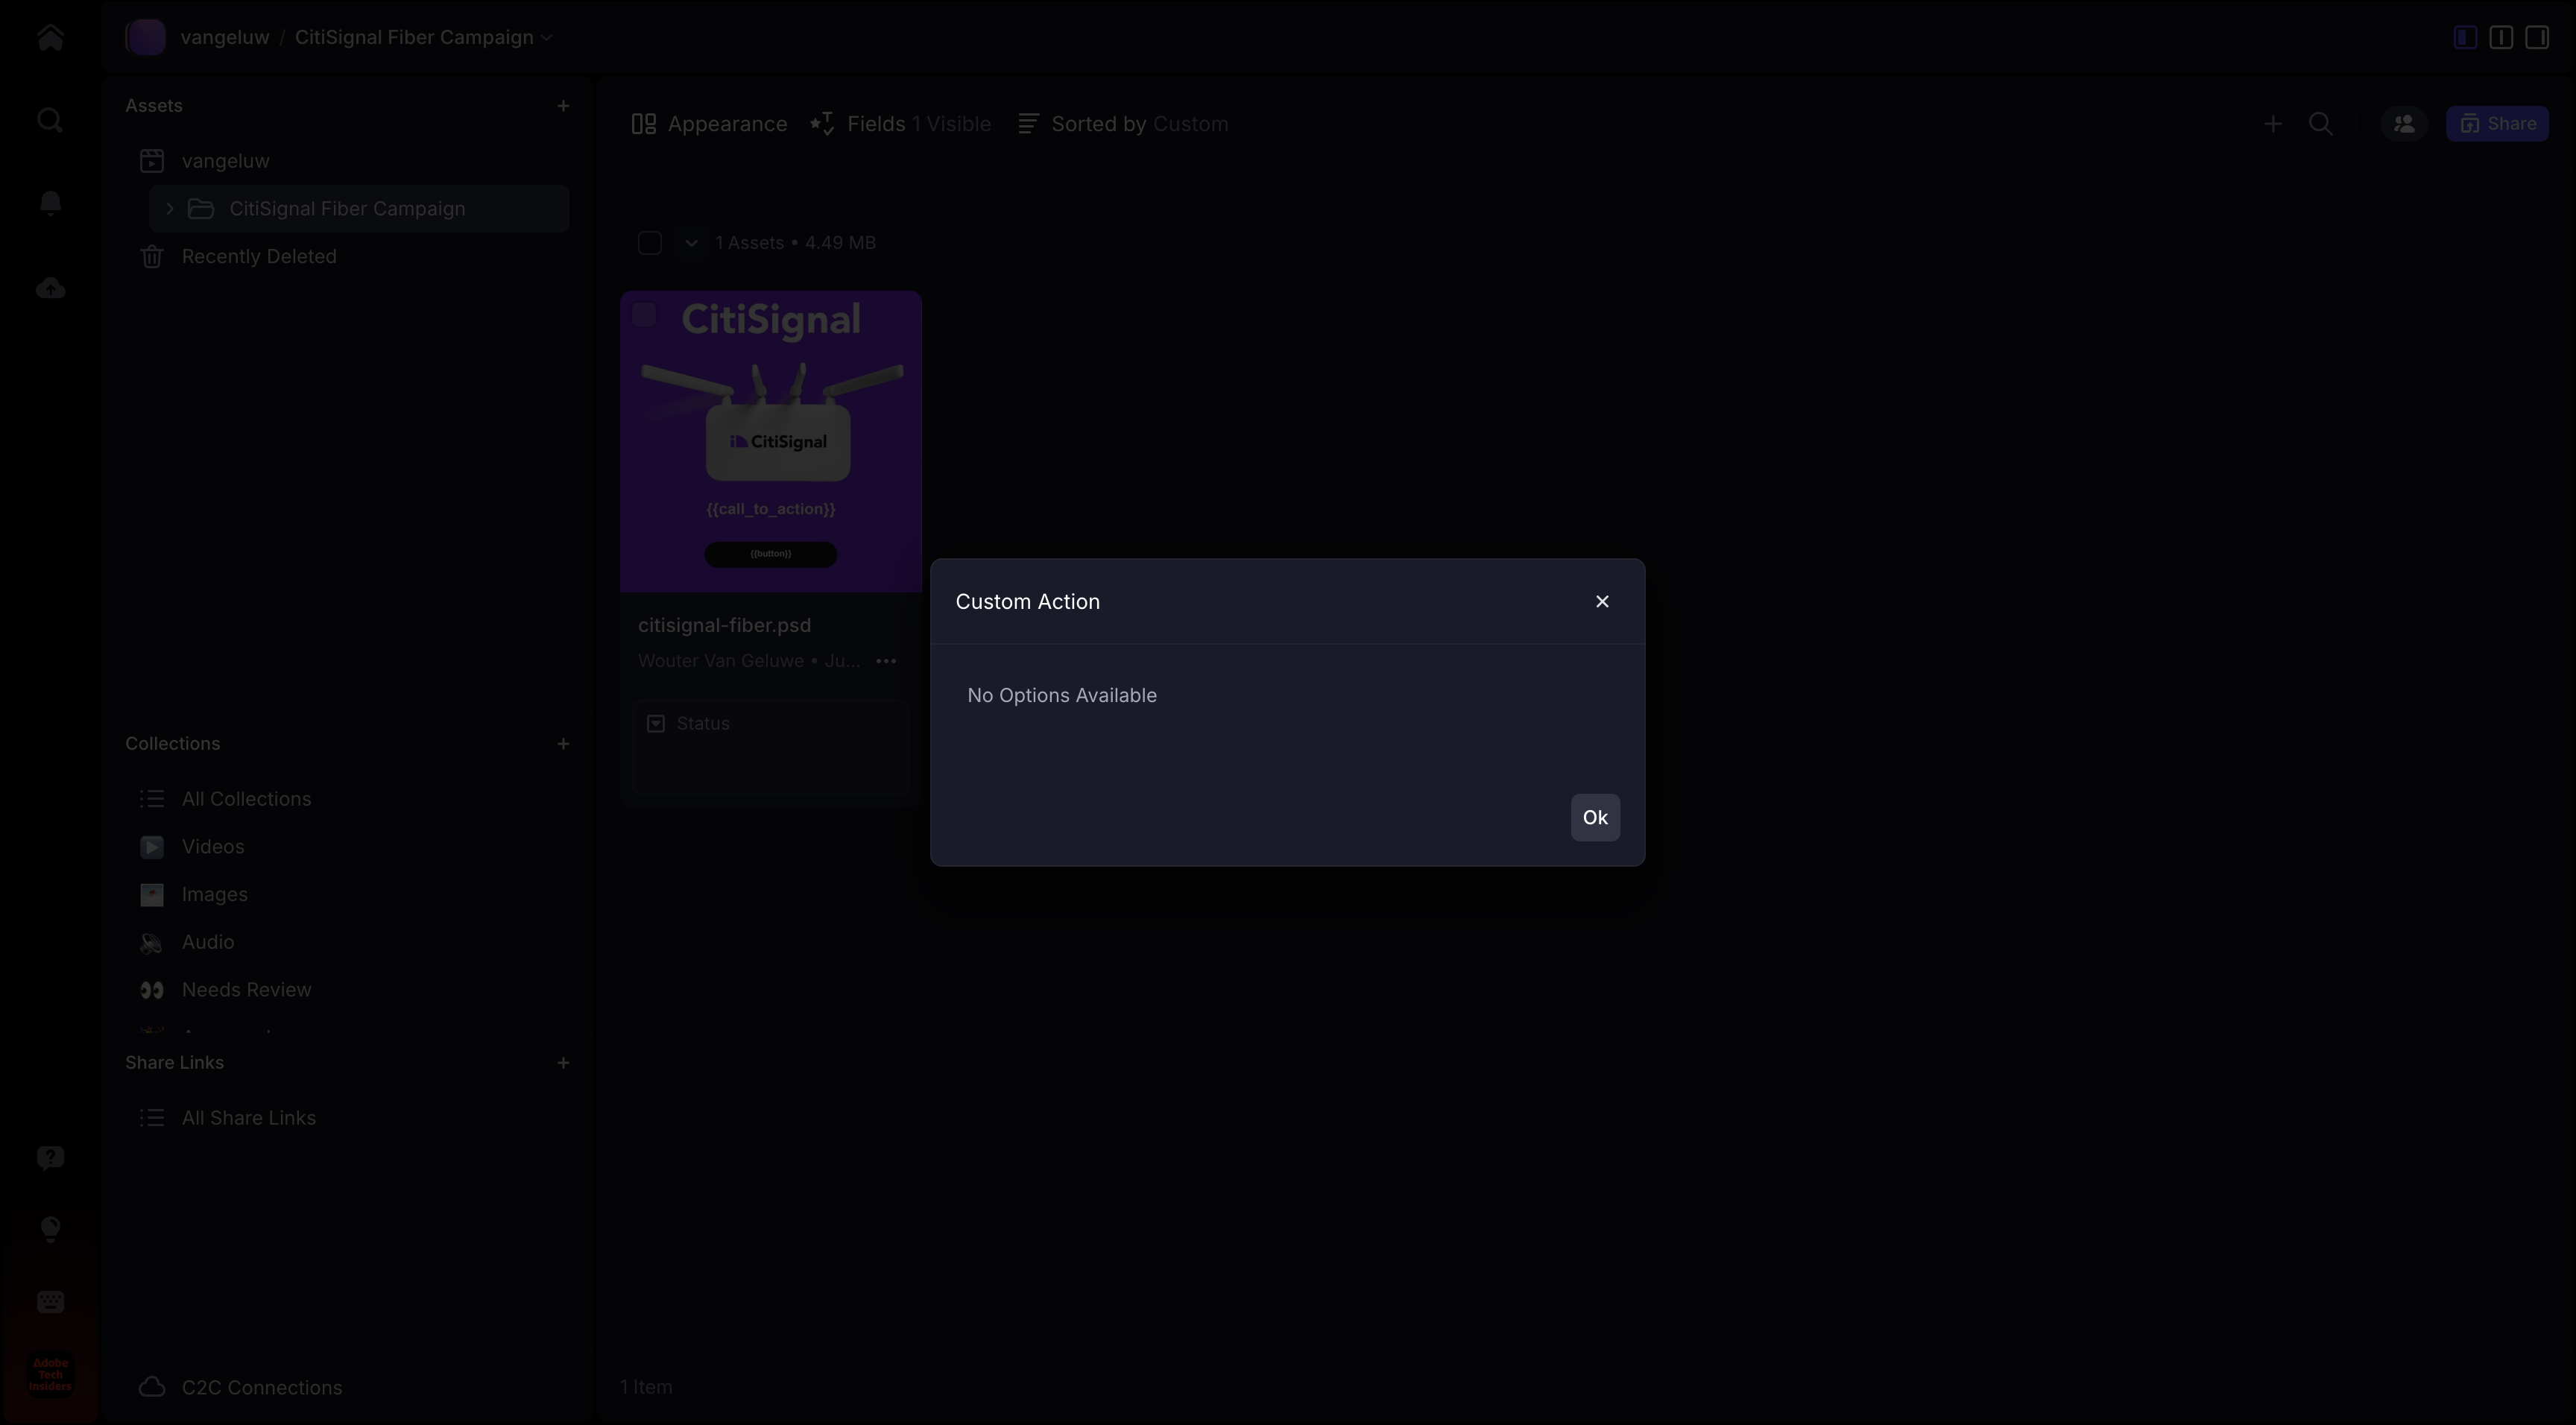 vangeluw / CitiSignal Fiber Campaign
Assets
vangeluw
CitiSignal Fiber Campaign
Recently Deleted
Appearance
Fields 1 Visible
Sorted by Custom
Share
1 Assets • 4.49 MB
CitiSignal
CitiSignal
{{call_to_action}}
{{button}}
citisignal-fiber.psd
Wouter Van Geluwe • Ju...
Status
Custom Action
No Options Available
Ok
Collections
All Collections
Videos
Images
Audio
Needs Review
Share Links
All Share Links
Adobe
Tech
Insiders
C2C Connections
1 Item